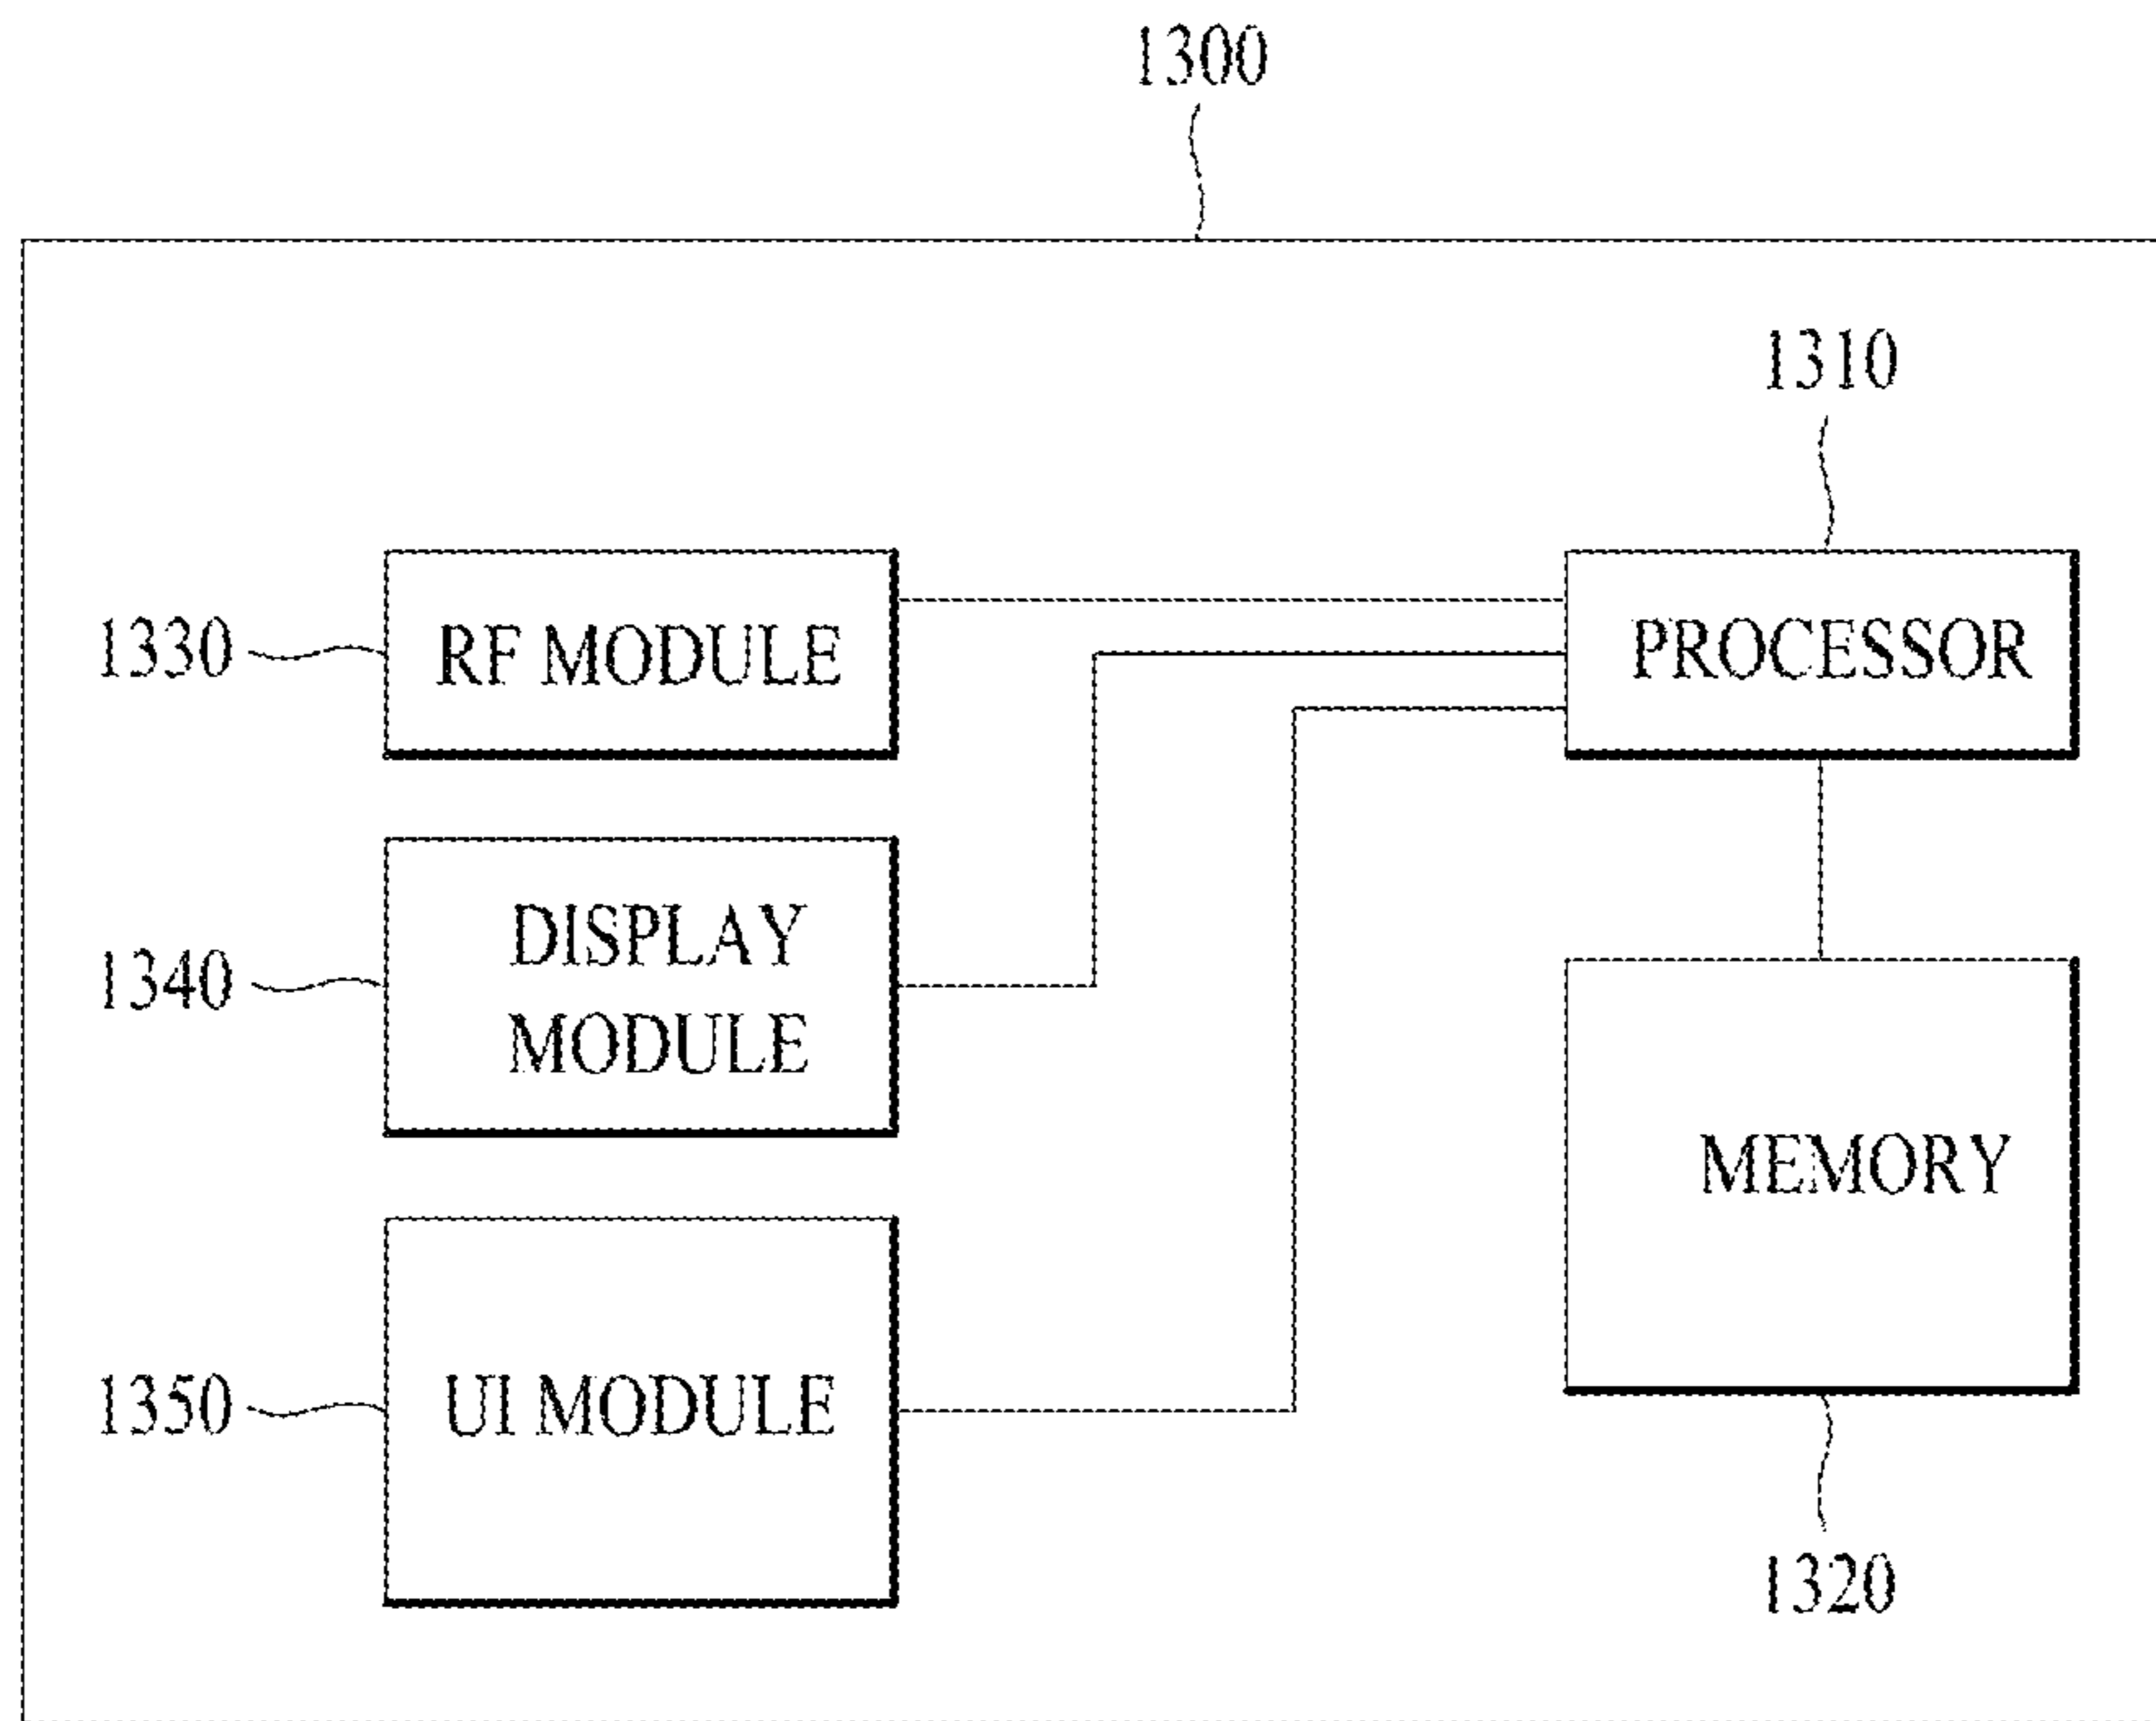 1300
1310
1330
RF MODULE
PROCESSOR
1340
DISPLAY
MODULE
MEMORY
1350
UI MODULE
1320